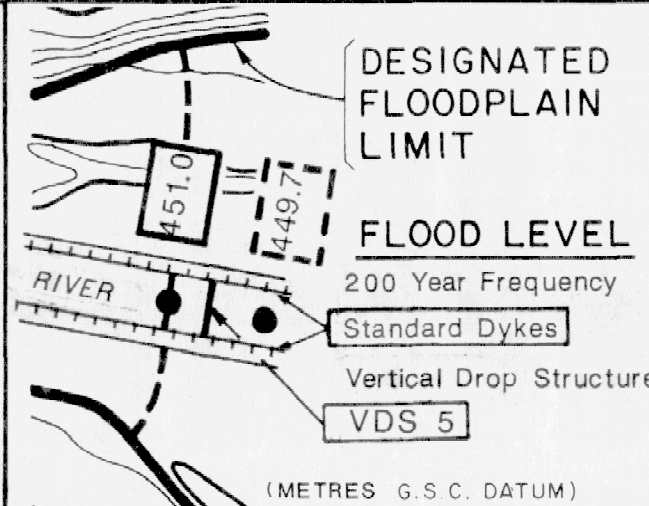 DESIGNATED
FLOODPLAIN
LIMIT
451.0
449.7
FLOOD LEVEL
200 Year Frequency
RIVER
Standard Dykes
Vertical Drop Structure
VDS 5
(METRES G.S.C. DATUM)